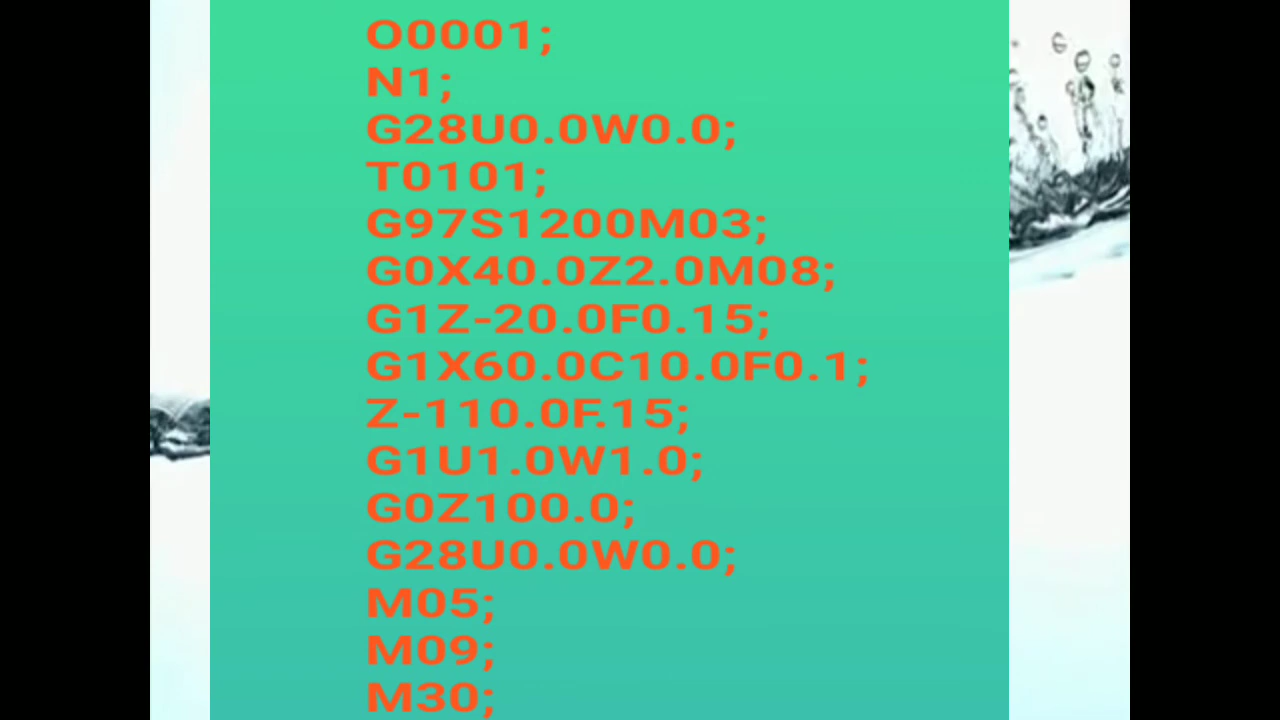 O0001;
N1;
G28U0.0W0.0;
T0101;
G97S1200M03;
G0X40.0Z2.0M08;
G1Z-20.0F0.15;
G1X60.0C10.0F0.1;
Z-110.0F.15;
G1U1.0W1.0;
G0Z100.0;
G28U0.0W0.0;
M05;
M09;
M30;